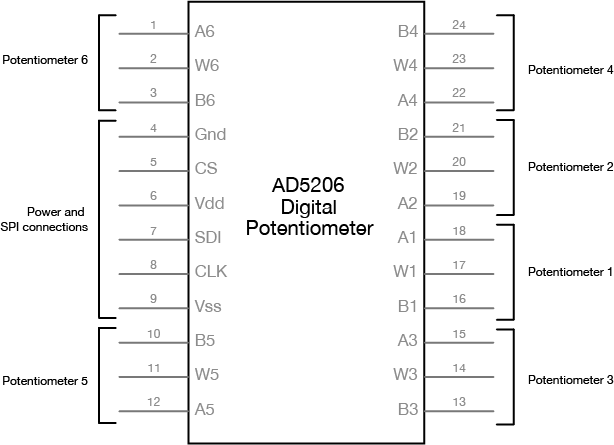 Potentiometer 6
1 A6
2 W6
3 B6
Power and
SPI connections
4 Gnd
5 CS
6 Vdd
7 SDI
8 CLK
9 Vss
Potentiometer 5
10 B5
11 W5
12 A5
AD5206
Digital
Potentiometer
B4 24
W4 23
A4 22
Potentiometer 4
B2 21
W2 20
A2 19
Potentiometer 2
A1 18
W1 17
B1 16
Potentiometer 1
A3 15
W3 14
B3 13
Potentiometer 3